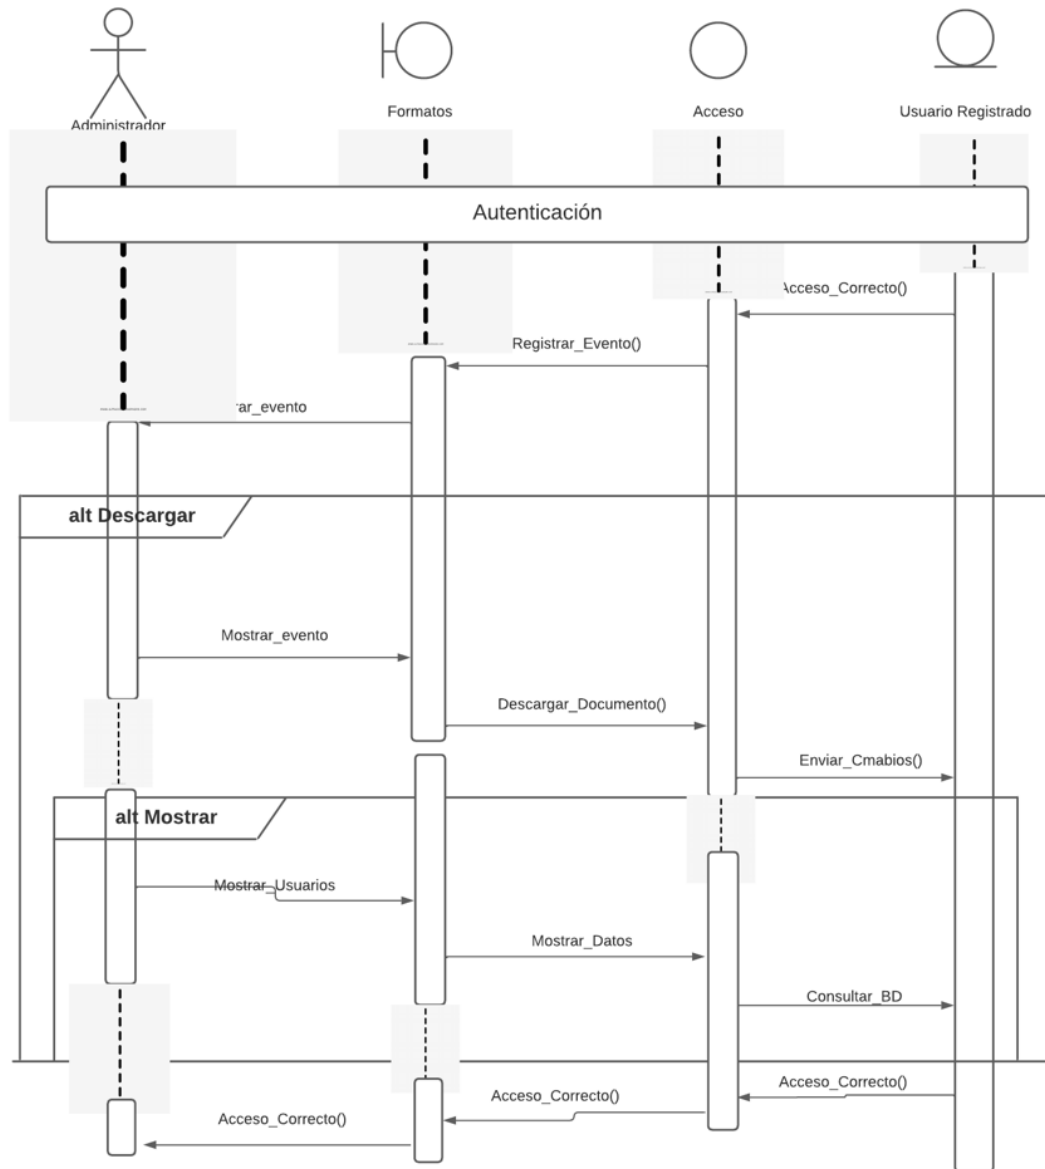 Administrador
Formatos
Acceso
Usuario Registrado
Autenticación
Acceso_Correcto()
Registrar_Evento()
rar_evento
alt Descargar
Mostrar_evento
Descargar_Documento()
Enviar_Cmabios()
alt Mostrar
Mostrar_Usuarios
Mostrar_Datos
Consultar_BD
Acceso_Correcto()
Acceso_Correcto()
Acceso_Correcto()